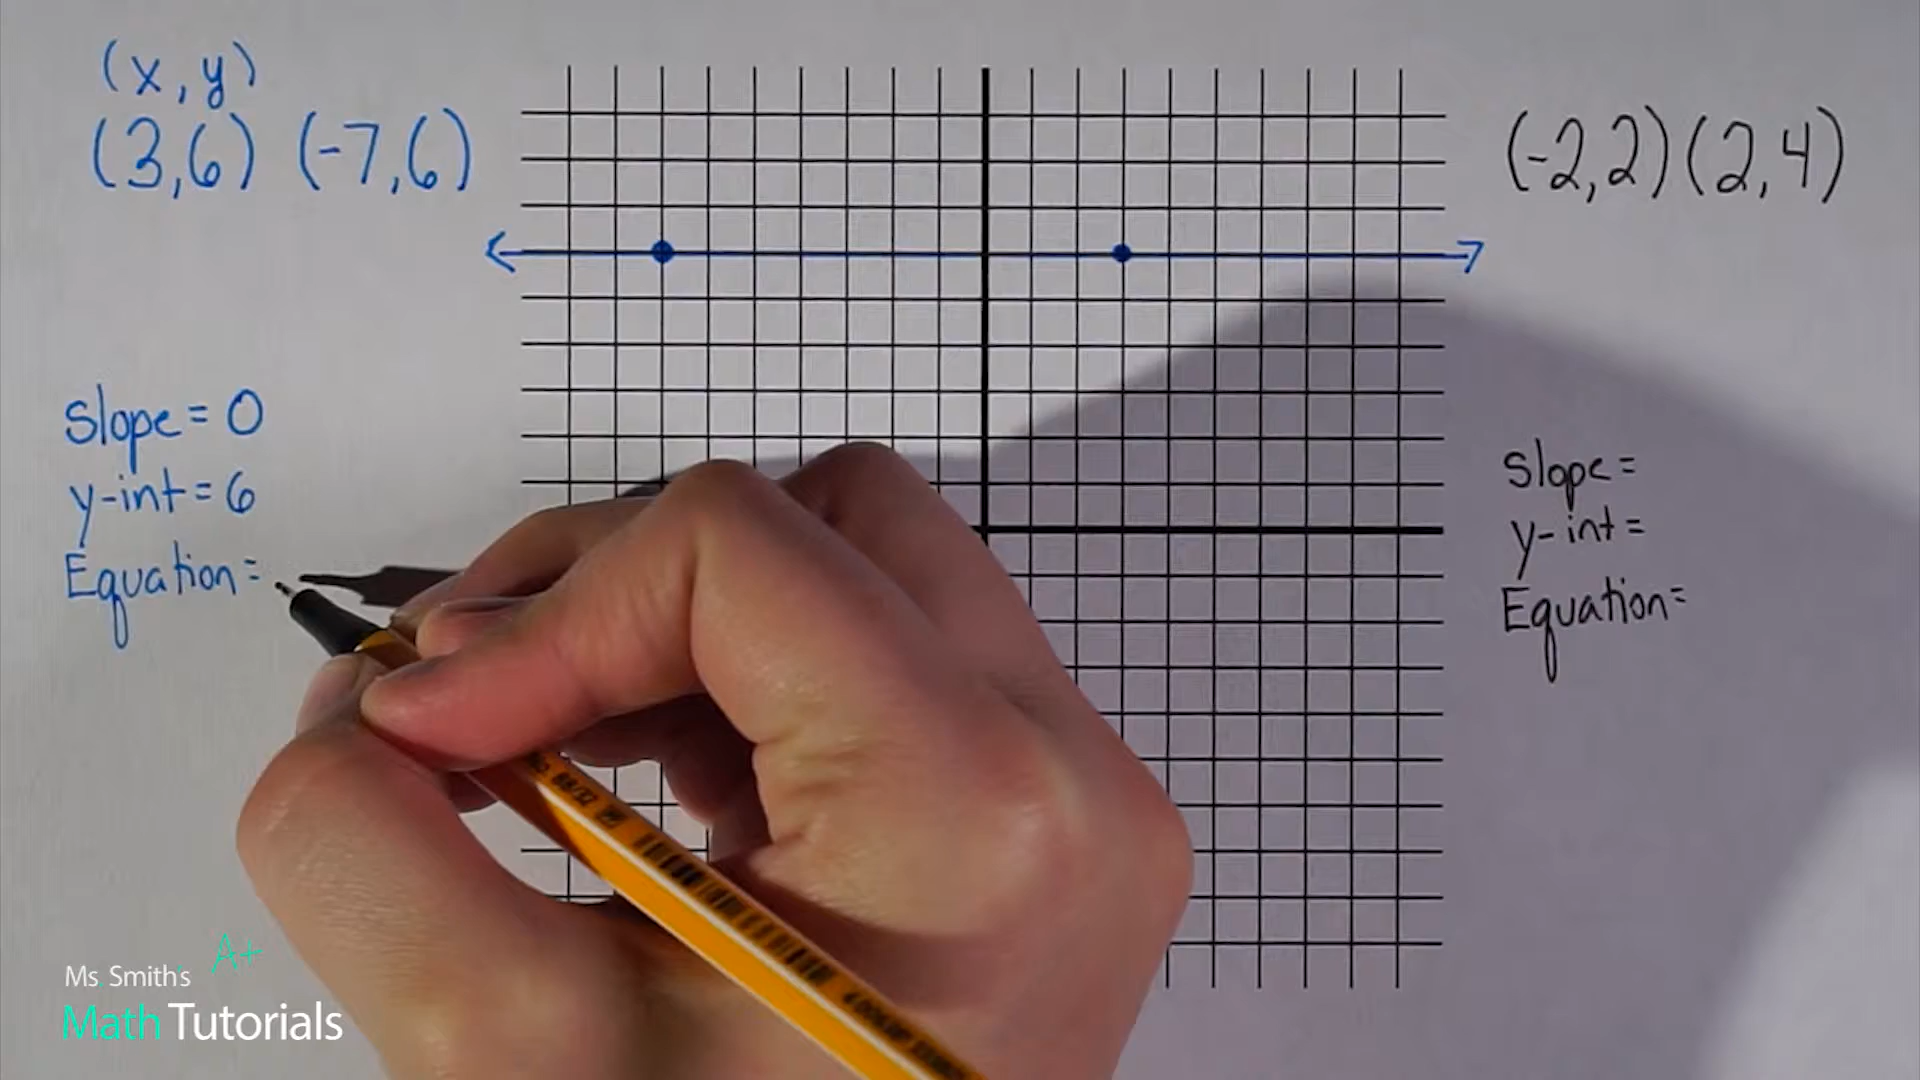 (x, y)
(3,6) (-7,6)
(-2,2) (2,4)
Slope = 0
y-int = 6
Equation =
Slope =
y-int =
Equation =
A+
Ms. Smith's
Math Tutorials